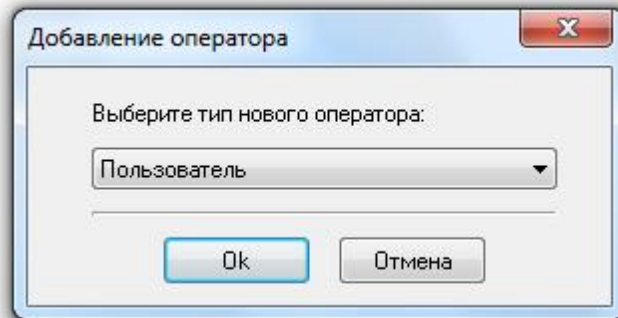 Добавление оператора
Выберите тип нового оператора:
Пользователь
Ok
Отмена